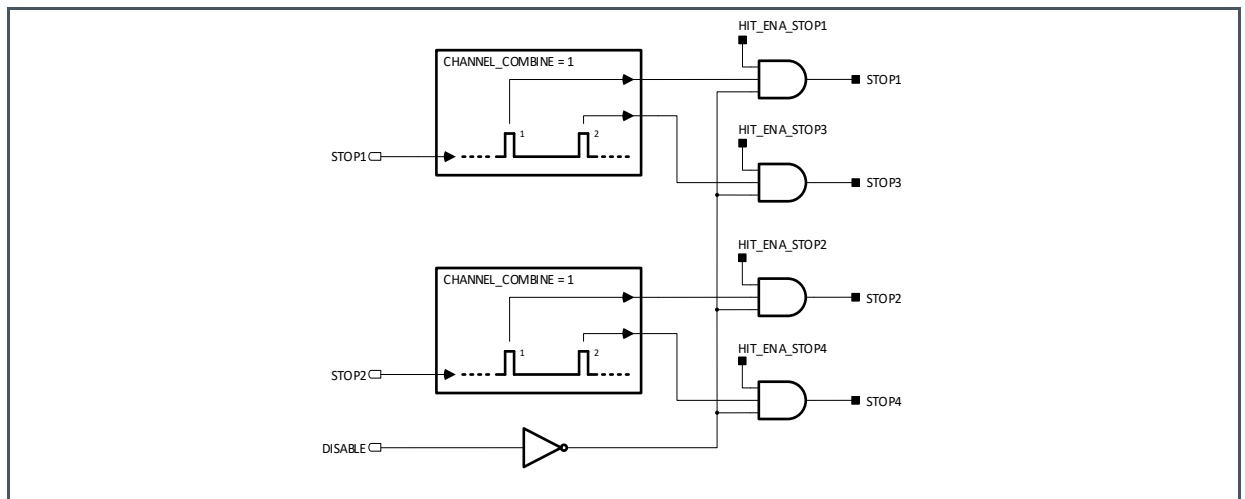 HIT_ENA_STOP1
CHANNEL_COMBINE = 1
STOP1
1
2
STOP1
HIT_ENA_STOP3
STOP3
HIT_ENA_STOP2
CHANNEL_COMBINE = 1
STOP2
1
2
STOP2
HIT_ENA_STOP4
STOP4
DISABLE